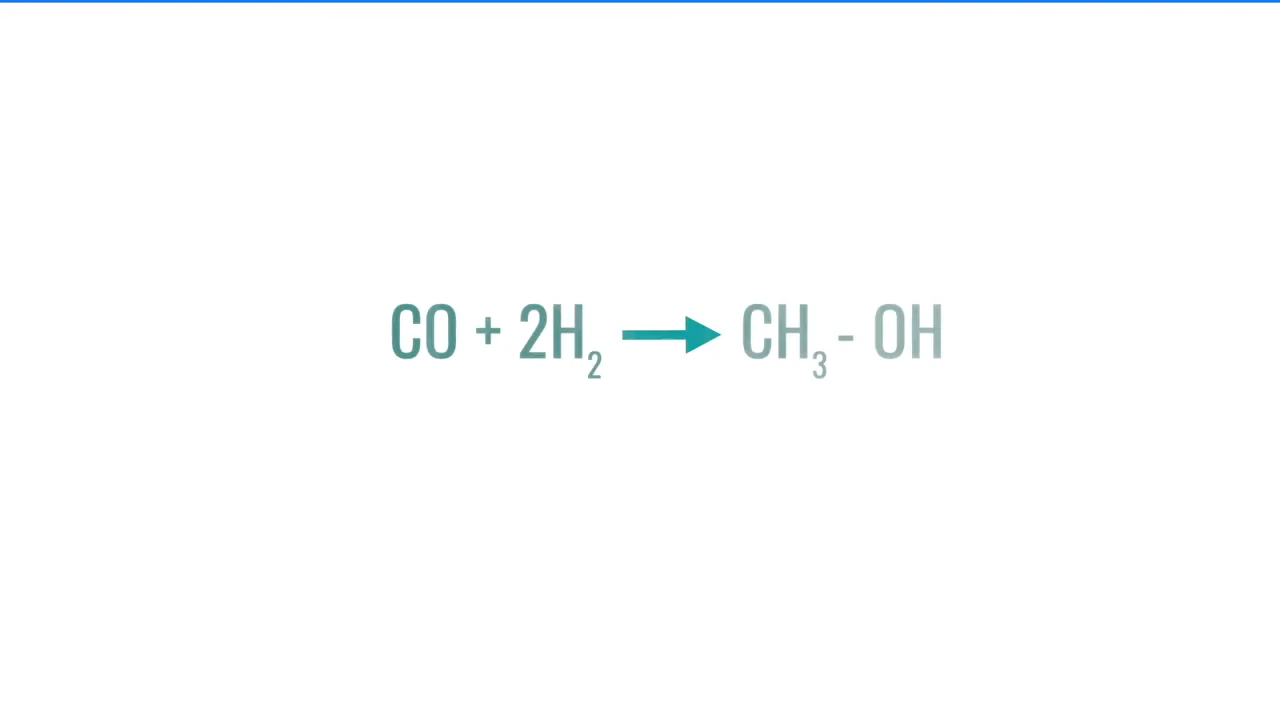 CO + 2H₂ → CH₃ - OH